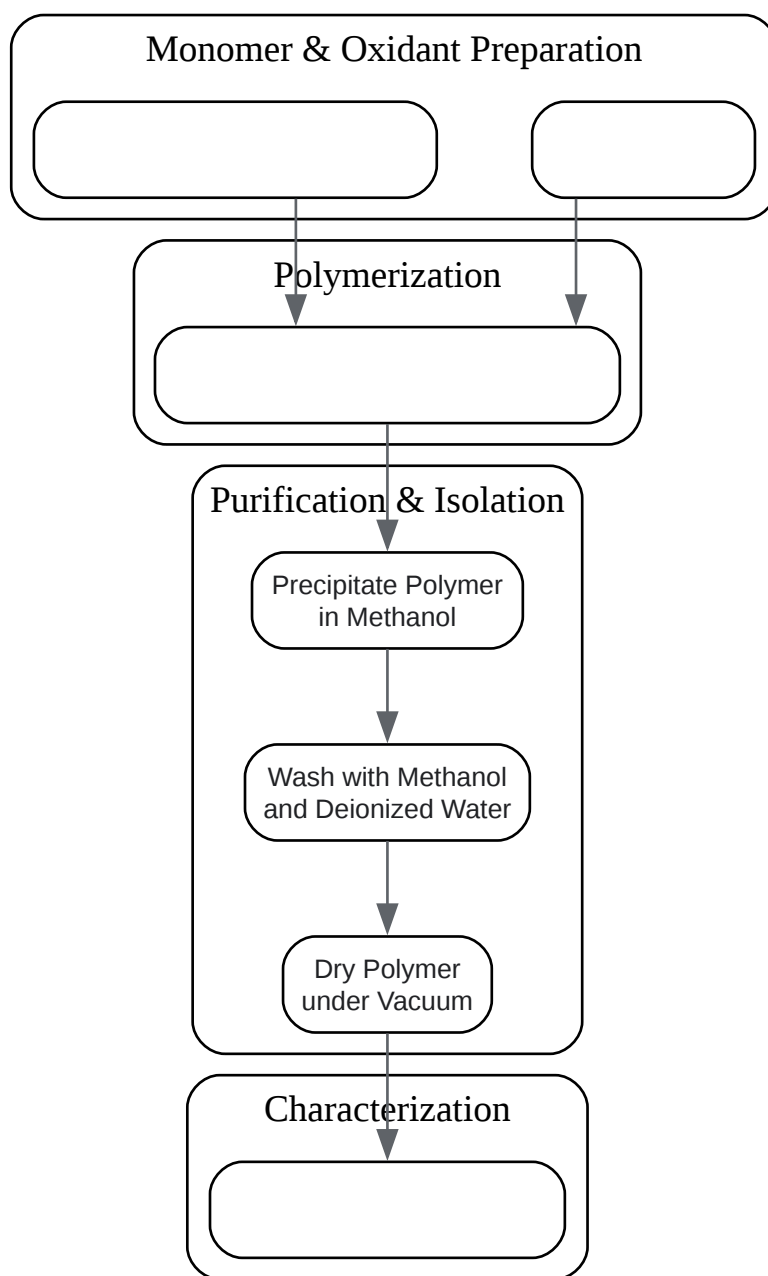 Monomer & Oxidant Preparation
Polymerization
Purification & Isolation
Precipitate Polymer
in Methanol
Wash with Methanol
and Deionized Water
Dry Polymer
under Vacuum
Characterization